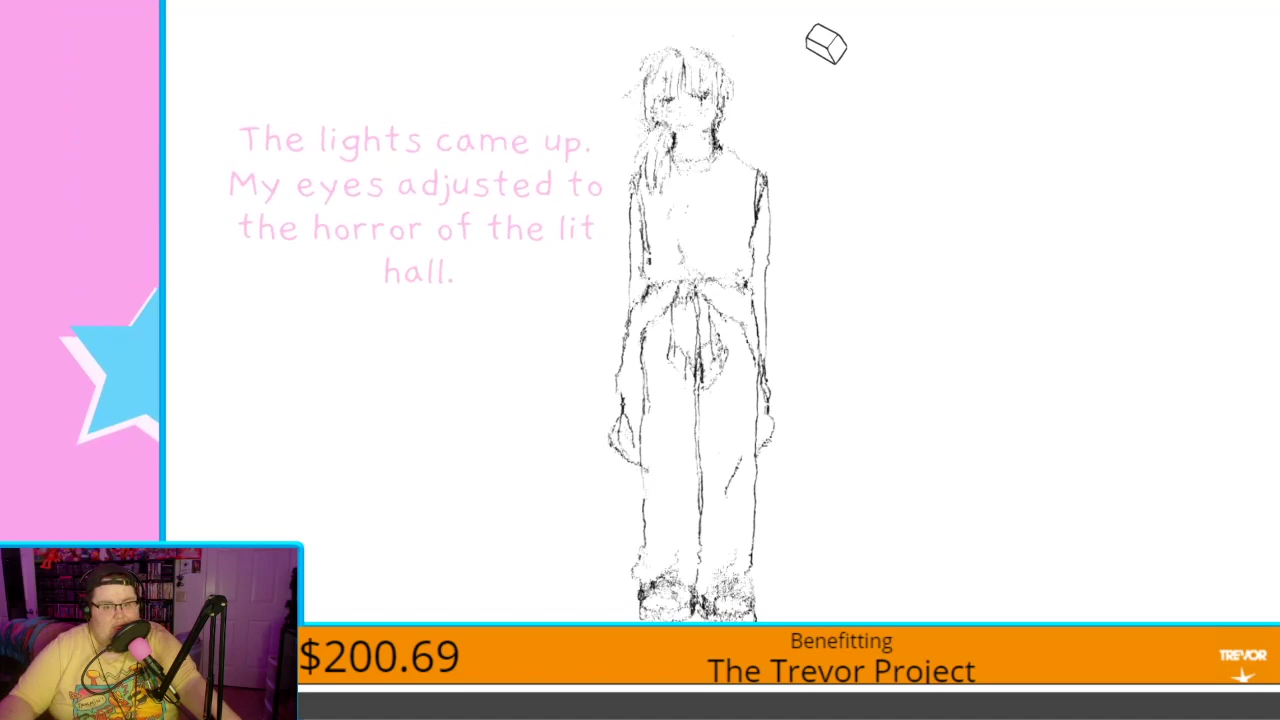 The lights came up.
My eyes adjusted to
the horror of the lit
hall.
$200.69
Benefitting
The Trevor Project
TREVOR